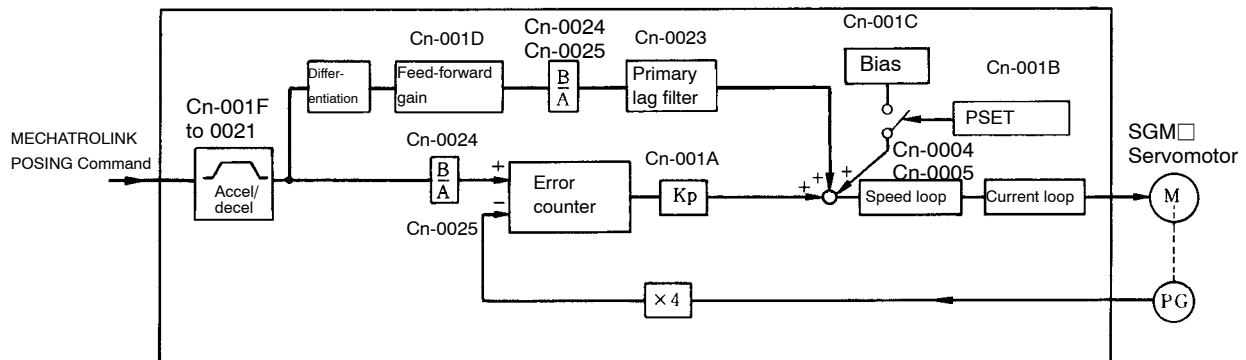 Cn-001C
Cn-0024
Cn-0025
Cn-001D
Cn-0023
Bias
Cn-001B
Differ-
entiation
Feed-forward
gain
B
A
Primary
lag filter
Cn-001F
to 0021
PSET
MECHATROLINK
POSING Command
SGM□
Servomotor
Cn-0024
Cn-001A
Cn-0004
Cn-0005
Accel/
decel
B
A
+
−
Error
counter
Kp
+
+
+
Speed loop
Current loop
M
Cn-0025
×4
PG